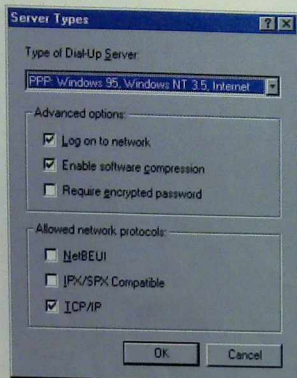 Server Types
Type of Dial-Up Server:
PPP: Windows 95, Windows NT 3.5, Internet
Advanced options:
Log on to network
Enable software compression
Require encrypted password
Allowed network protocols:
NetBEUI
IPX/SPX Compatible
TCP/IP
OK Cancel